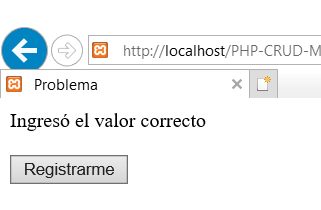 http://localhost/PHP-CRUD-M
Problema
Ingresó el valor correcto
Registrarme